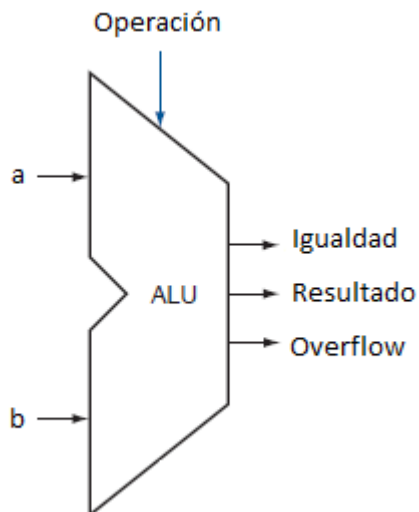 Operación
a
Igualdad
ALU
Resultado
Overflow
b